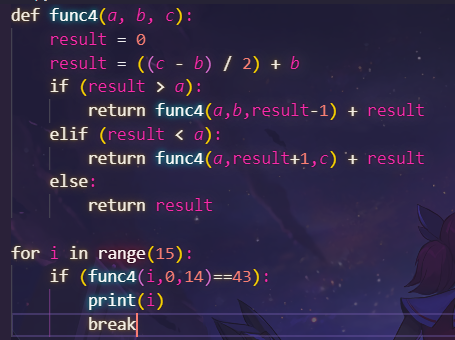 def func4(a, b, c):
    result = 0
    result = ((c - b) / 2) + b
    if (result > a):
        return func4(a,b,result-1) + result
    elif (result < a):
        return func4(a,result+1,c) + result
    else:
        return result

for i in range(15):
    if (func4(i,0,14)==43):
        print(i)
        break